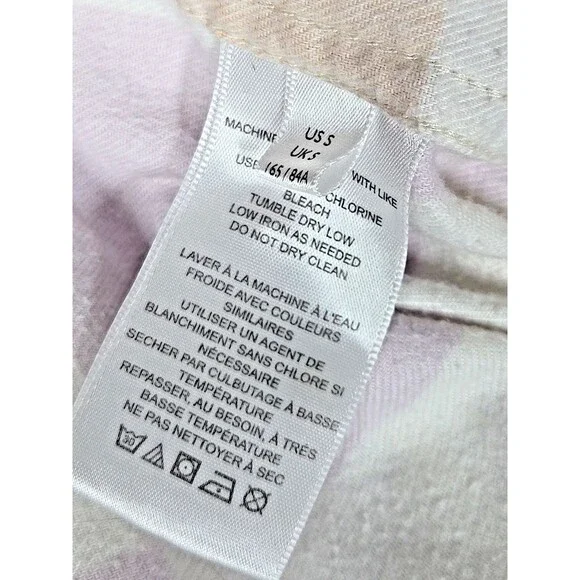 US S
UK S
165/84A
MACHINE
WITH LIKE
USE
CHLORINE
BLEACH
TUMBLE DRY LOW
LOW IRON AS NEEDED
DO NOT DRY CLEAN
LAVER À LA MACHINE À L'EAU
FROIDE AVEC COULEURS
SIMILAIRES
UTILISER UN AGENT DE
BLANCHIMENT SANS CHLORE SI
NÉCESSAIRE
SECHER PAR CULBUTAGE À BASSE
TEMPÉRATURE
REPASSER, AU BESOIN, À TRÈS
BASSE TEMPÉRATURE
NE PAS NETTOYER À SEC
30